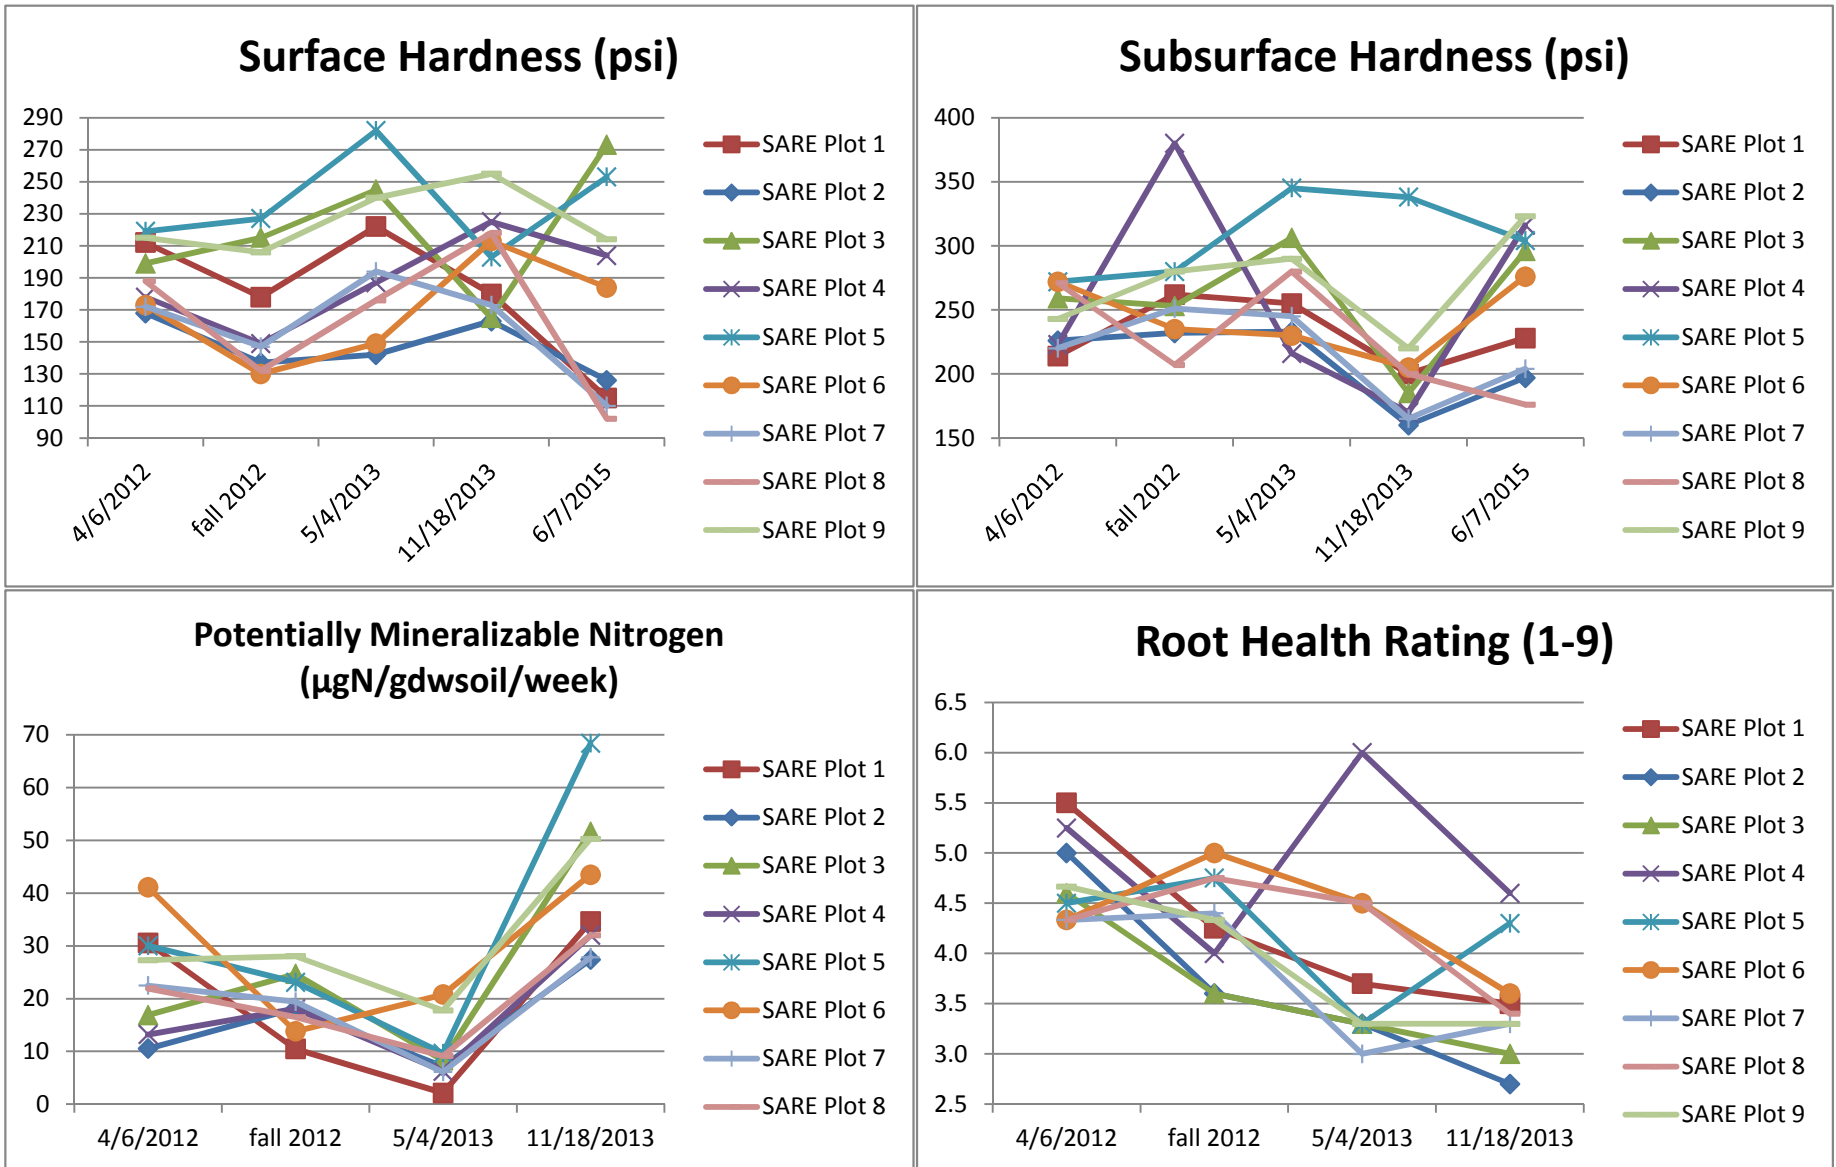 Surface Hardness (psi)
290
270
250
230
210
190
170
150
130
110
90
4/6/2012
fall 2012
5/4/2013
11/18/2013
6/7/2015
SARE Plot 1
SARE Plot 2
SARE Plot 3
SARE Plot 4
SARE Plot 5
SARE Plot 6
SARE Plot 7
SARE Plot 8
SARE Plot 9
Subsurface Hardness (psi)
400
350
300
250
200
150
4/6/2012
fall 2012
5/4/2013
11/18/2013
6/7/2015
SARE Plot 1
SARE Plot 2
SARE Plot 3
SARE Plot 4
SARE Plot 5
SARE Plot 6
SARE Plot 7
SARE Plot 8
SARE Plot 9
Potentially Mineralizable Nitrogen
(µgN/gdwsoil/week)
70
60
50
40
30
20
10
0
4/6/2012
fall 2012
5/4/2013
11/18/2013
SARE Plot 1
SARE Plot 2
SARE Plot 3
SARE Plot 4
SARE Plot 5
SARE Plot 6
SARE Plot 7
SARE Plot 8
Root Health Rating (1-9)
6.5
6.0
5.5
5.0
4.5
4.0
3.5
3.0
2.5
4/6/2012
fall 2012
5/4/2013
11/18/2013
SARE Plot 1
SARE Plot 2
SARE Plot 3
SARE Plot 4
SARE Plot 5
SARE Plot 6
SARE Plot 7
SARE Plot 8
SARE Plot 9